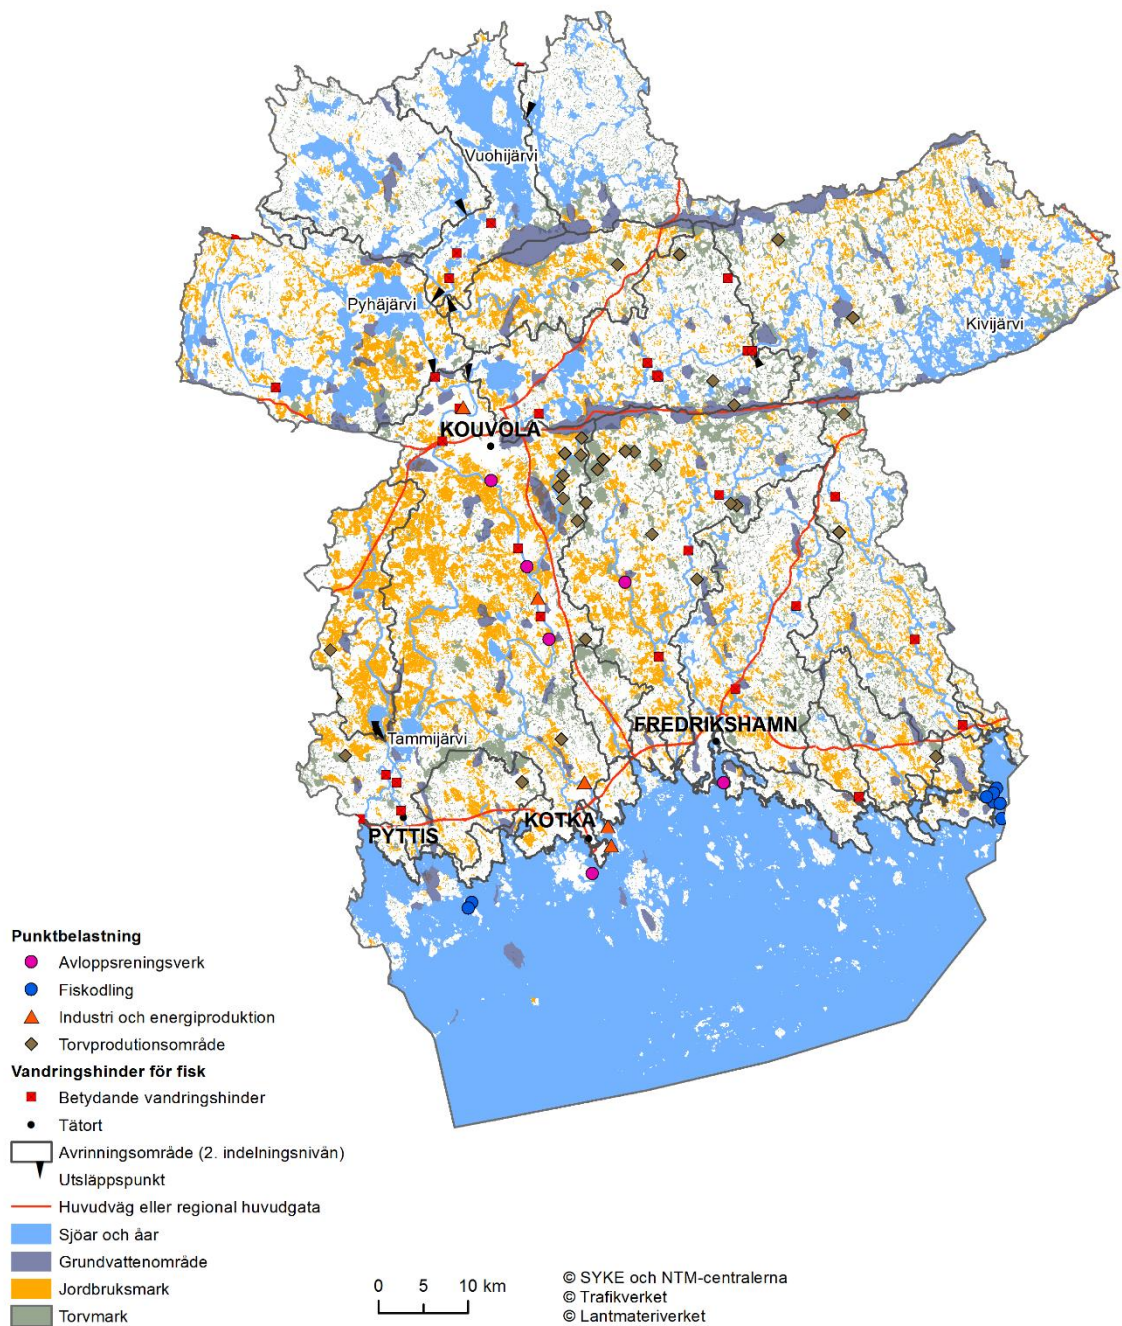 Vuohijärvi
Pyhäjärvi
Kivijärvi
KOUVOLA
FREDRIKSHAMN
Tammijärvi
KOTKA
PYTTIS
Punktbelastning
Avloppsreningsverk
Fiskodling
Industri och energiproduktion
Torvprodutionsområde
Vandringshinder för fisk
Betydande vandringshinder
Tätort
Avrinningsområde (2. indelningsnivån)
Utsläppspunkt
Huvudväg eller regional huvudgata
Sjöar och åar
Grundvattenområde
Jordbruksmark
Torvmark
0 5 10 km
© SYKE och NTM-centralerna
© Trafikverket
© Lantmateriverket